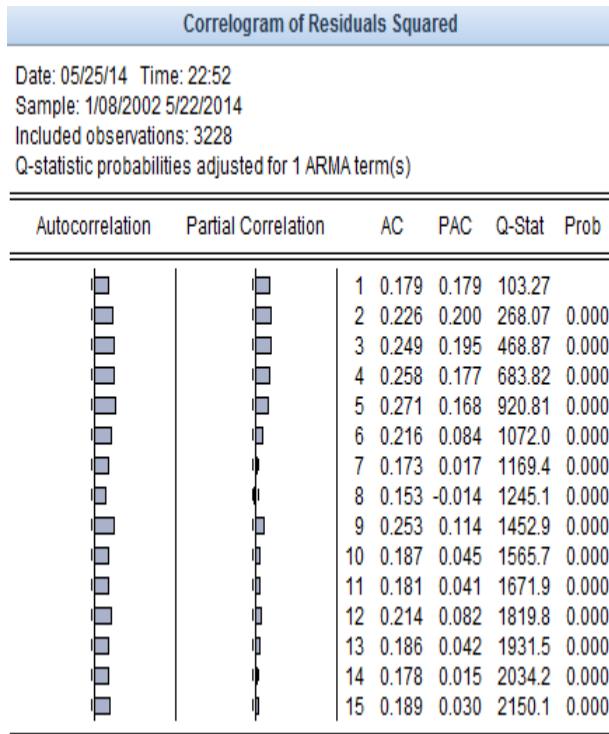 Correlogram of Residuals Squared
Date: 05/25/14 Time: 22:52
Sample: 1/08/2002 5/22/2014
Included observations: 3228
Q-statistic probabilities adjusted for 1 ARMA term(s)
Autocorrelation Partial Correlation AC PAC Q-Stat Prob
1 0.179 0.179 103.27
2 0.226 0.200 268.07 0.000
3 0.249 0.195 468.87 0.000
4 0.258 0.177 683.82 0.000
5 0.271 0.168 920.81 0.000
6 0.216 0.084 1072.0 0.000
7 0.173 0.017 1169.4 0.000
8 0.153 -0.014 1245.1 0.000
9 0.253 0.114 1452.9 0.000
10 0.187 0.045 1565.7 0.000
11 0.181 0.041 1671.9 0.000
12 0.214 0.082 1819.8 0.000
13 0.186 0.042 1931.5 0.000
14 0.178 0.015 2034.2 0.000
15 0.189 0.030 2150.1 0.000